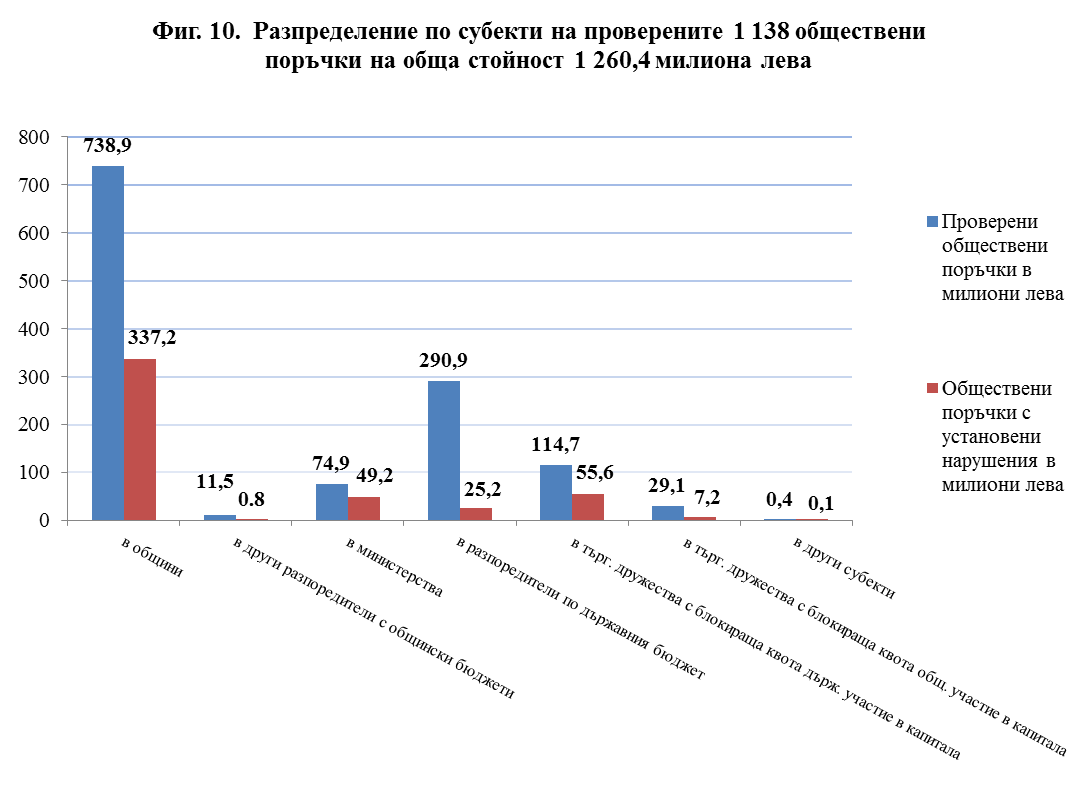 Фиг. 10. Разпределение по субекти на проверените 1 138 обществени
поръчки на обща стойност 1 260,4 милиона лева
800
700
600
500
400
300
200
100
0
738,9
337,2
11,5
0.8
74,9
49,2
290,9
25,2
114,7
55,6
29,1
7,2
0,4
0,1
в общини
в други разпоредители с общински бюджети
в министерства
в разпоредители по държавния бюджет
в търг. дружества с блокираща квота държ. участие в капитала
в търг. дружества с блокираща квота общ. участие в капитала
в други субекти
Проверени
обществени
поръчки в
милиони лева
Обществени
поръчки с
установени
нарушения в
милиони лева